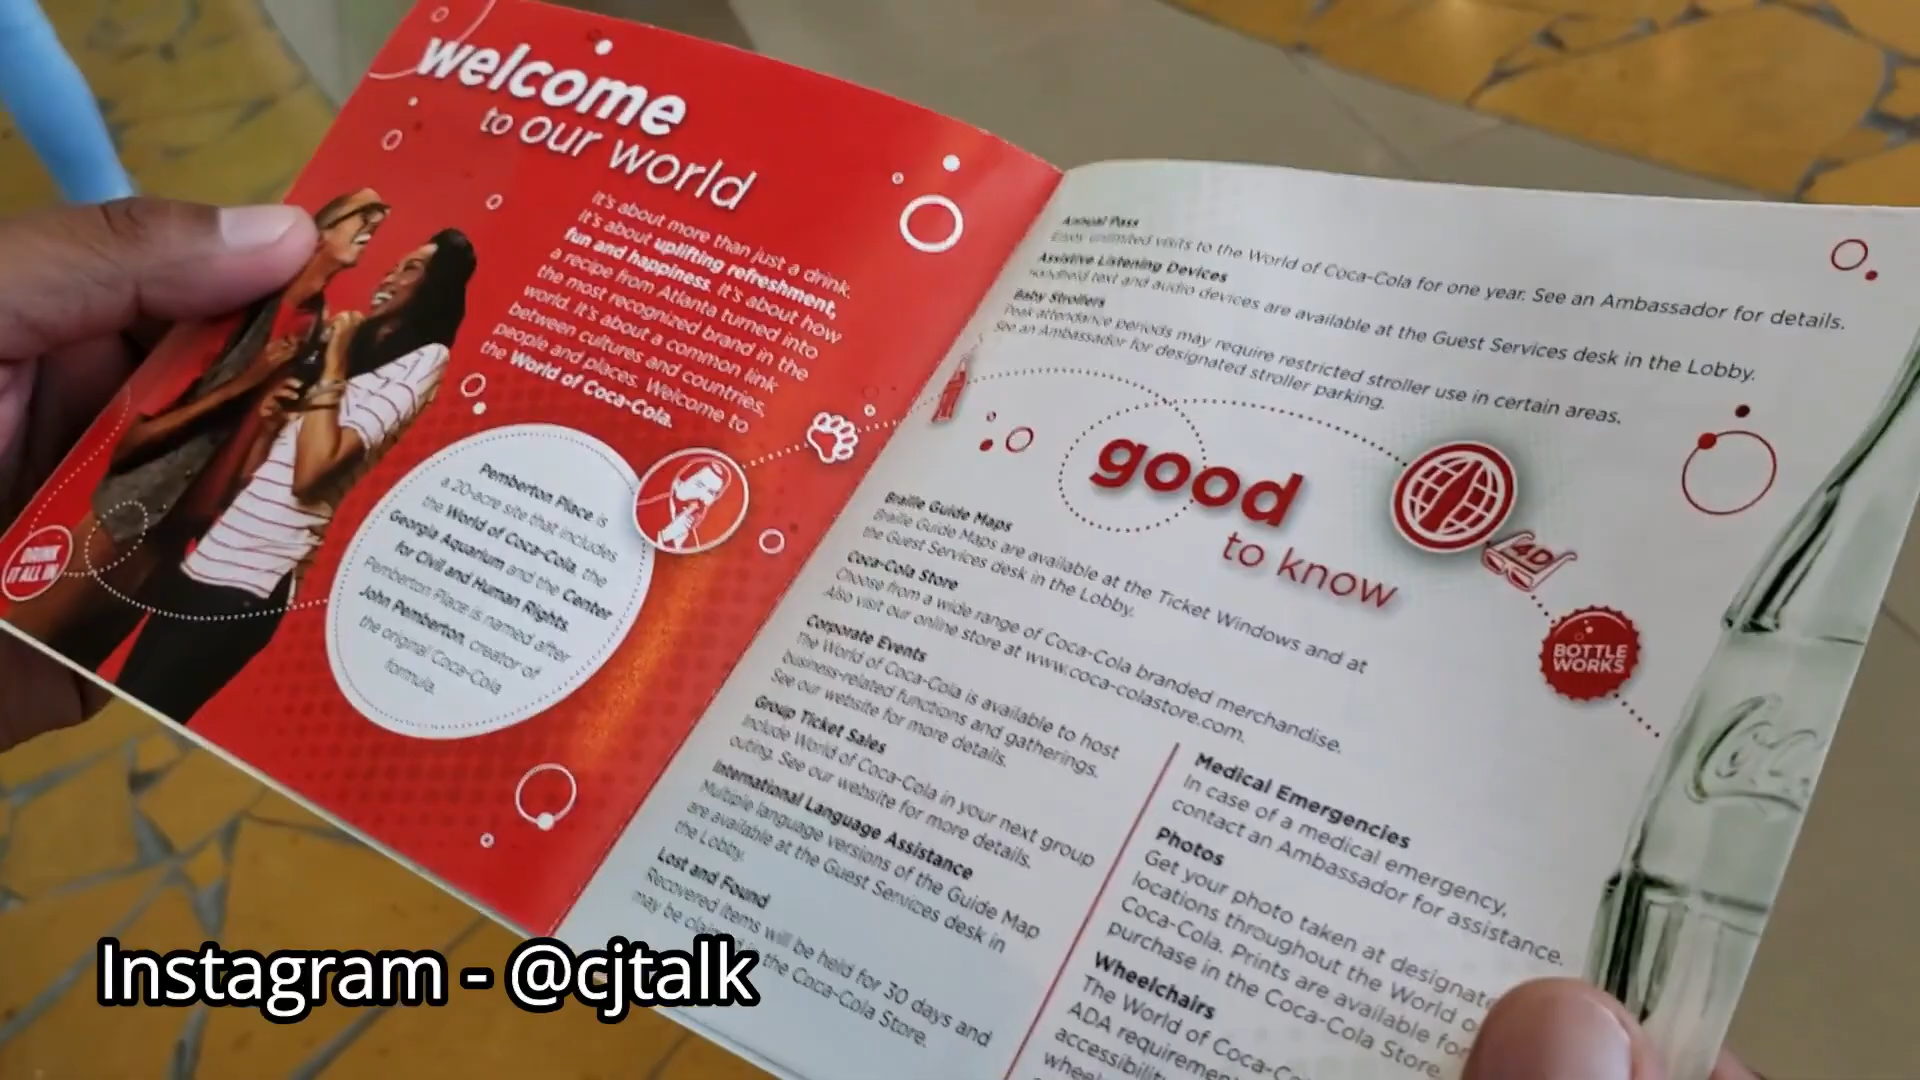 welcome
to our world
It's about more than just a drink.
It's about uplifting refreshment,
fun and happiness. It's about how
a recipe from Atlanta turned into
the most recognized brand in the
world. It's about a common link
between cultures and countries,
people and places. Welcome to
the World of Coca-Cola.
Pemberton Place is
a 20-acre site that includes
the World of Coca-Cola, the
Georgia Aquarium and the Center
for Civil and Human Rights.
Pemberton Place is named after
John Pemberton, creator of
the original Coca-Cola
formula.
DRINK
IT ALL IN
Annual Pass
Enjoy unlimited visits to the World of Coca-Cola for one year. See an Ambassador for details.
Assistive Listening Devices
Handheld text and audio devices are available at the Guest Services desk in the Lobby.
Baby Strollers
Peak attendance periods may require restricted stroller use in certain areas.
See an Ambassador for designated stroller parking.
good
to know
4D
BOTTLE
WORKS
Braille Guide Maps
Braille Guide Maps are available at the Ticket Windows and at
the Guest Services desk in the Lobby.
Coca-Cola Store
Choose from a wide range of Coca-Cola branded merchandise.
Also visit our online store at www.coca-colastore.com.
Corporate Events
The World of Coca-Cola is available to host
business-related functions and gatherings.
See our website for more details.
Group Ticket Sales
Include World of Coca-Cola in your next group
outing. See our website for more details.
International Language Assistance
Multiple language versions of the Guide Map
are available at the Guest Services desk in
the Lobby.
Lost and Found
Recovered items will be held for 30 days and
may be claimed in the Coca-Cola Store.
Medical Emergencies
In case of a medical emergency,
contact an Ambassador for assistance.
Photos
Get your photo taken at designate
locations throughout the World o
Coca-Cola. Prints are available for
purchase in the Coca-Cola Store.
Wheelchairs
The World of Coca-C
ADA requiremen
accessibilit
wheel
Instagram - @cjtalk